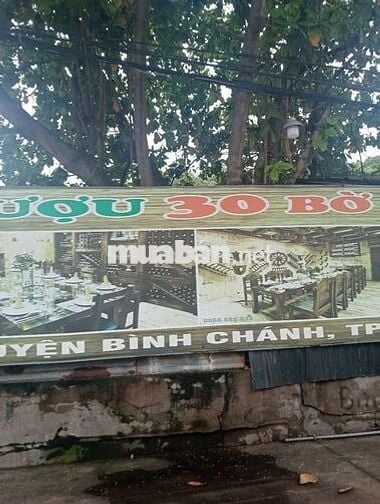 ƯỢU 30 BỜ
muaban.net
UYỆN BÌNH CHÁNH, TP